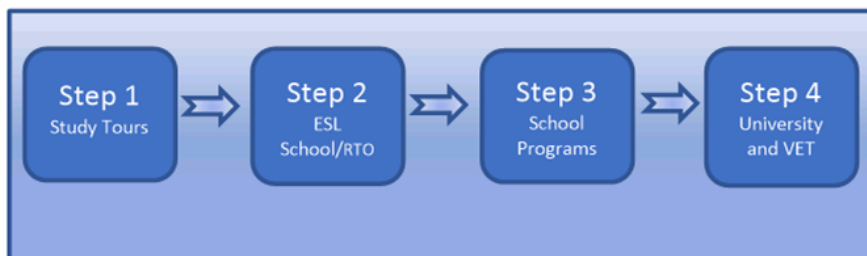 Step 1
Study Tours
Step 2
ESL
School/RTO
Step 3
School
Programs
Step 4
University
and VET